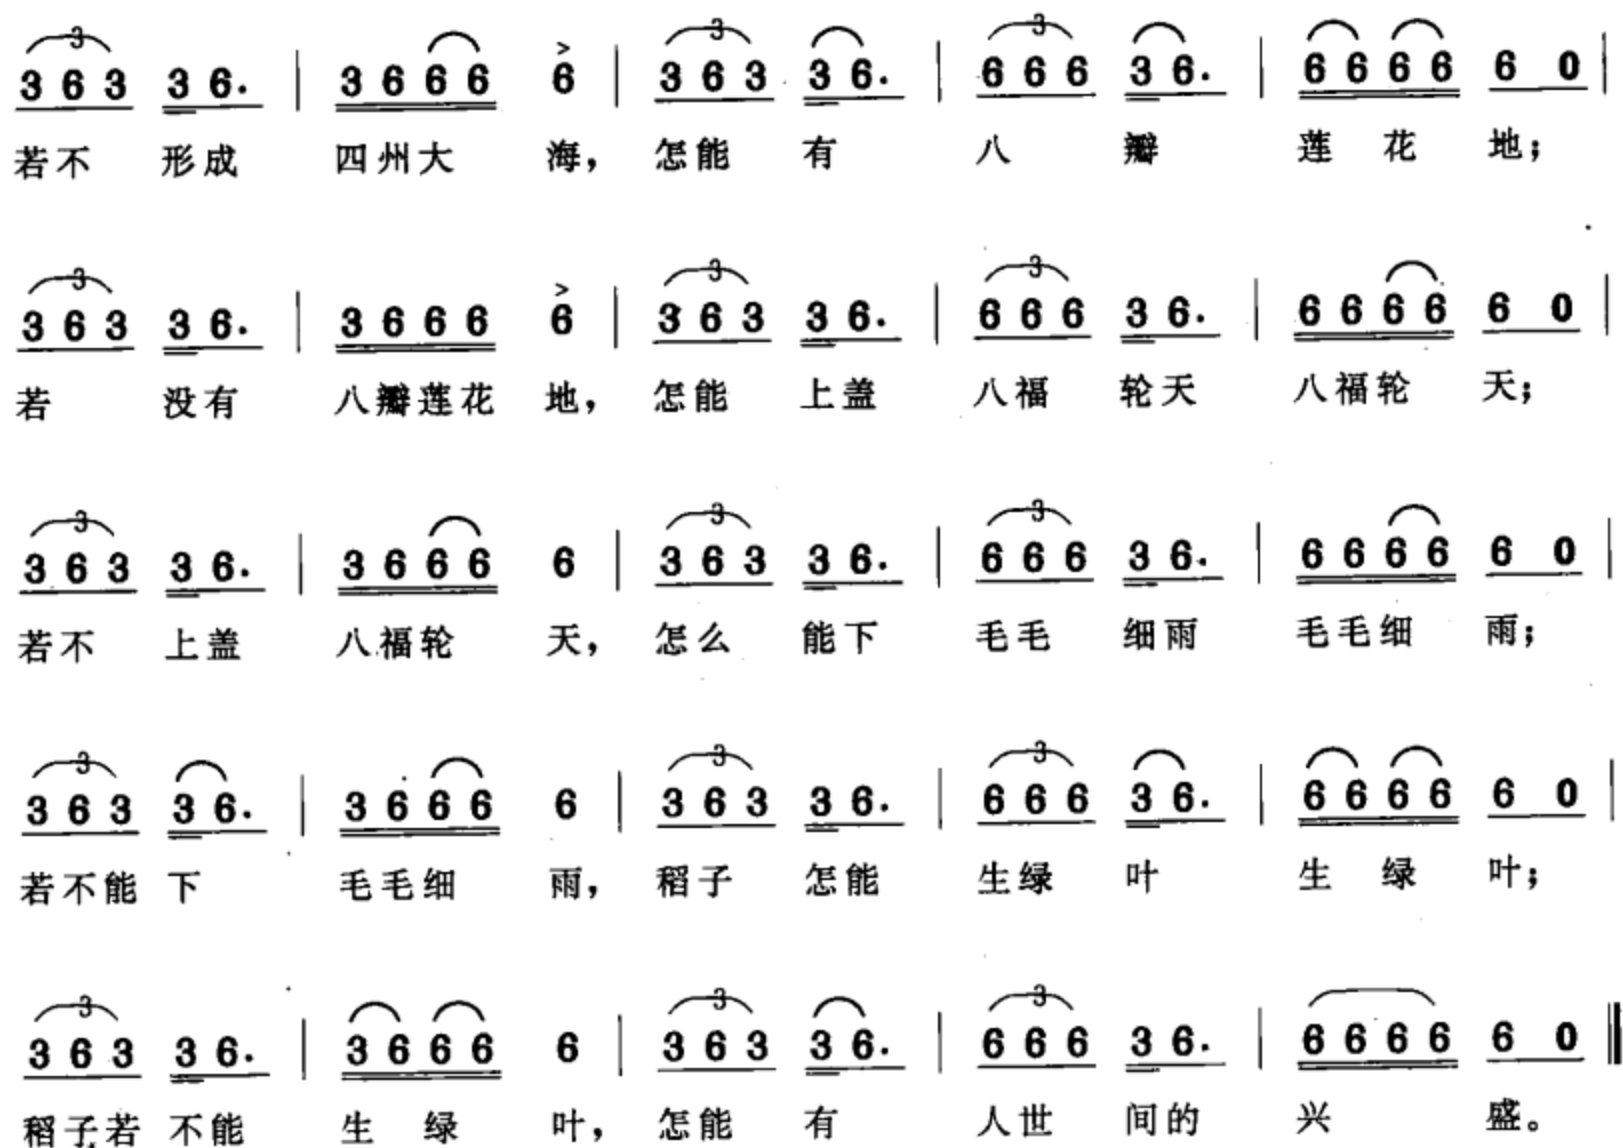 3 6 3 3 6. | 3 6 6 6 6 | 3 6 3 3 6. | 6 6 6 3 6. | 6 6 6 6 6 0 |
若不 形成 四州大 海，怎能 有 八 瓣 莲 花 地；
3 6 3 3 6. | 3 6 6 6 6 | 3 6 3 3 6. | 6 6 6 3 6. | 6 6 6 6 6 0 |
若 没有 八瓣莲花 地，怎能 上盖 八福 轮天 八福轮 天；
3 6 3 3 6. | 3 6 6 6 6 | 3 6 3 3 6. | 6 6 6 3 6. | 6 6 6 6 6 0 |
若不 上盖 八福轮 天，怎么 能下 毛毛 细雨 毛毛细 雨；
3 6 3 3 6. | 3 6 6 6 6 | 3 6 3 3 6. | 6 6 6 3 6. | 6 6 6 6 6 0 |
若不能 下 毛毛细 雨，稻子 怎能 生绿 叶 生 绿 叶；
3 6 3 3 6. | 3 6 6 6 6 | 3 6 3 3 6. | 6 6 6 3 6. | 6 6 6 6 6 0 ‖
稻子若 不能 生 绿 叶，怎能 有 人世 间的 兴 盛。